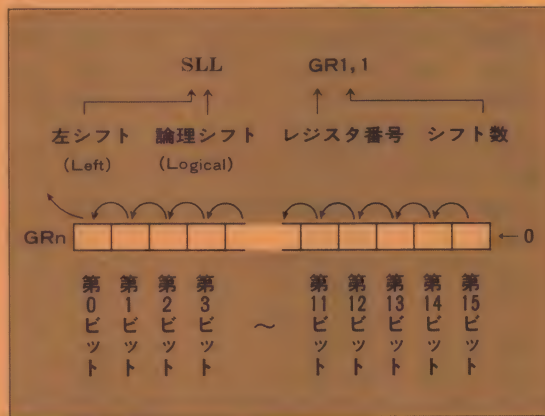 SLL GR1,1
左シフト 論理シフト レジスタ番号 シフト数
(Left) (Logical)
GRn ←0
第0ビット 第1ビット 第2ビット 第3ビット ～ 第11ビット 第12ビット 第13ビット 第14ビット 第15ビット